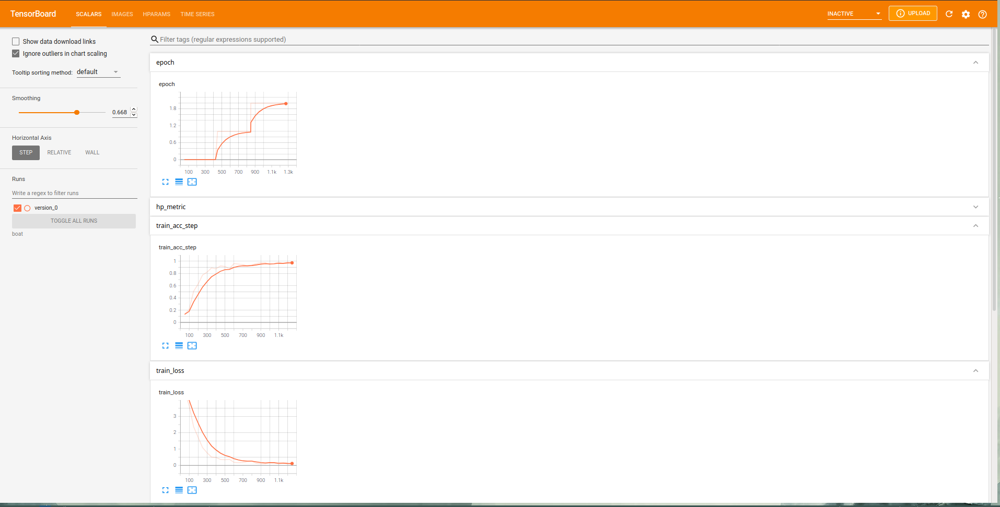 TensorBoard SCALARS IMAGES HPARAMS TIME SERIES INACTIVE UPLOAD
Show data download links
Ignore outliers in chart scaling
Tooltip sorting method: default
Smoothing
0.668
Horizontal Axis
STEP RELATIVE WALL
Runs
Write a regex to filter runs
version_0
TOGGLE ALL RUNS
boat
Filter tags (regular expressions supported)
epoch
epoch
1.8
1.2
0.6
0
100 300 500 700 900 1.1k 1.3k
hp_metric
train_acc_step
train_acc_step
1
0.8
0.6
0.4
0.2
0
100 300 500 700 900 1.1k
train_loss
train_loss
3
2
1
0
100 300 500 700 900 1.1k